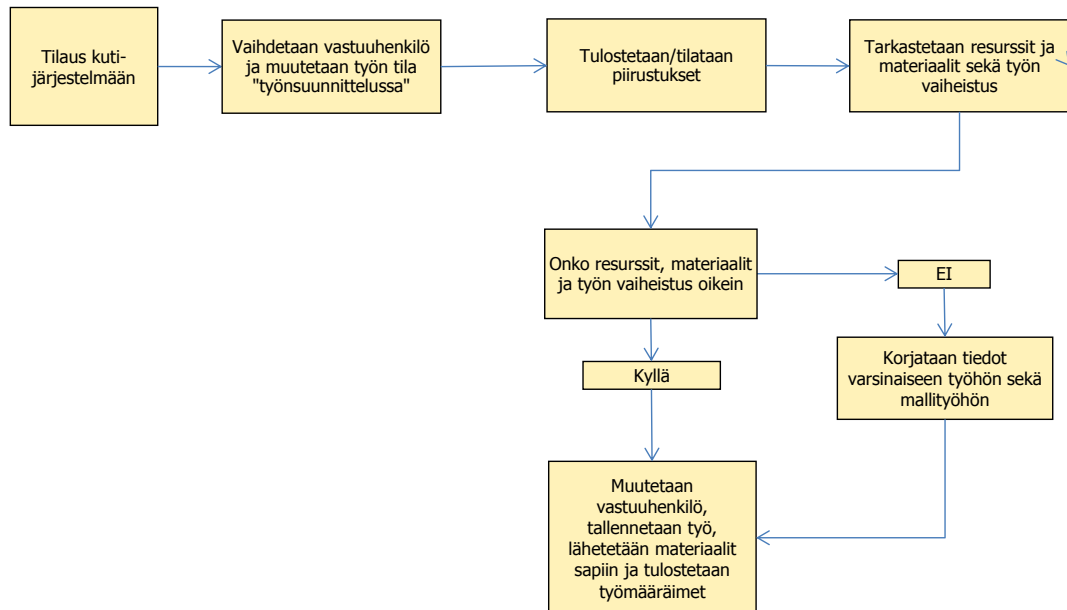 Tilaus kuti-
järjestelmään
Vaihdetaan vastuuhenkilö
ja muutetaan työn tila
"työnsuunnittelussa"
Tulostetaan/tilataan
piirustukset
Tarkastetaan resurssit ja
materiaalit sekä työn
vaiheistus
Onko resurssit, materiaalit
ja työn vaiheistus oikein
EI
Kyllä
Korjataan tiedot
varsinaiseen työhön sekä
mallityöhön
Muutetaan
vastuuhenkilö,
tallennetaan työ,
lähetetään materiaalit
sapiin ja tulostetaan
työmääräimet